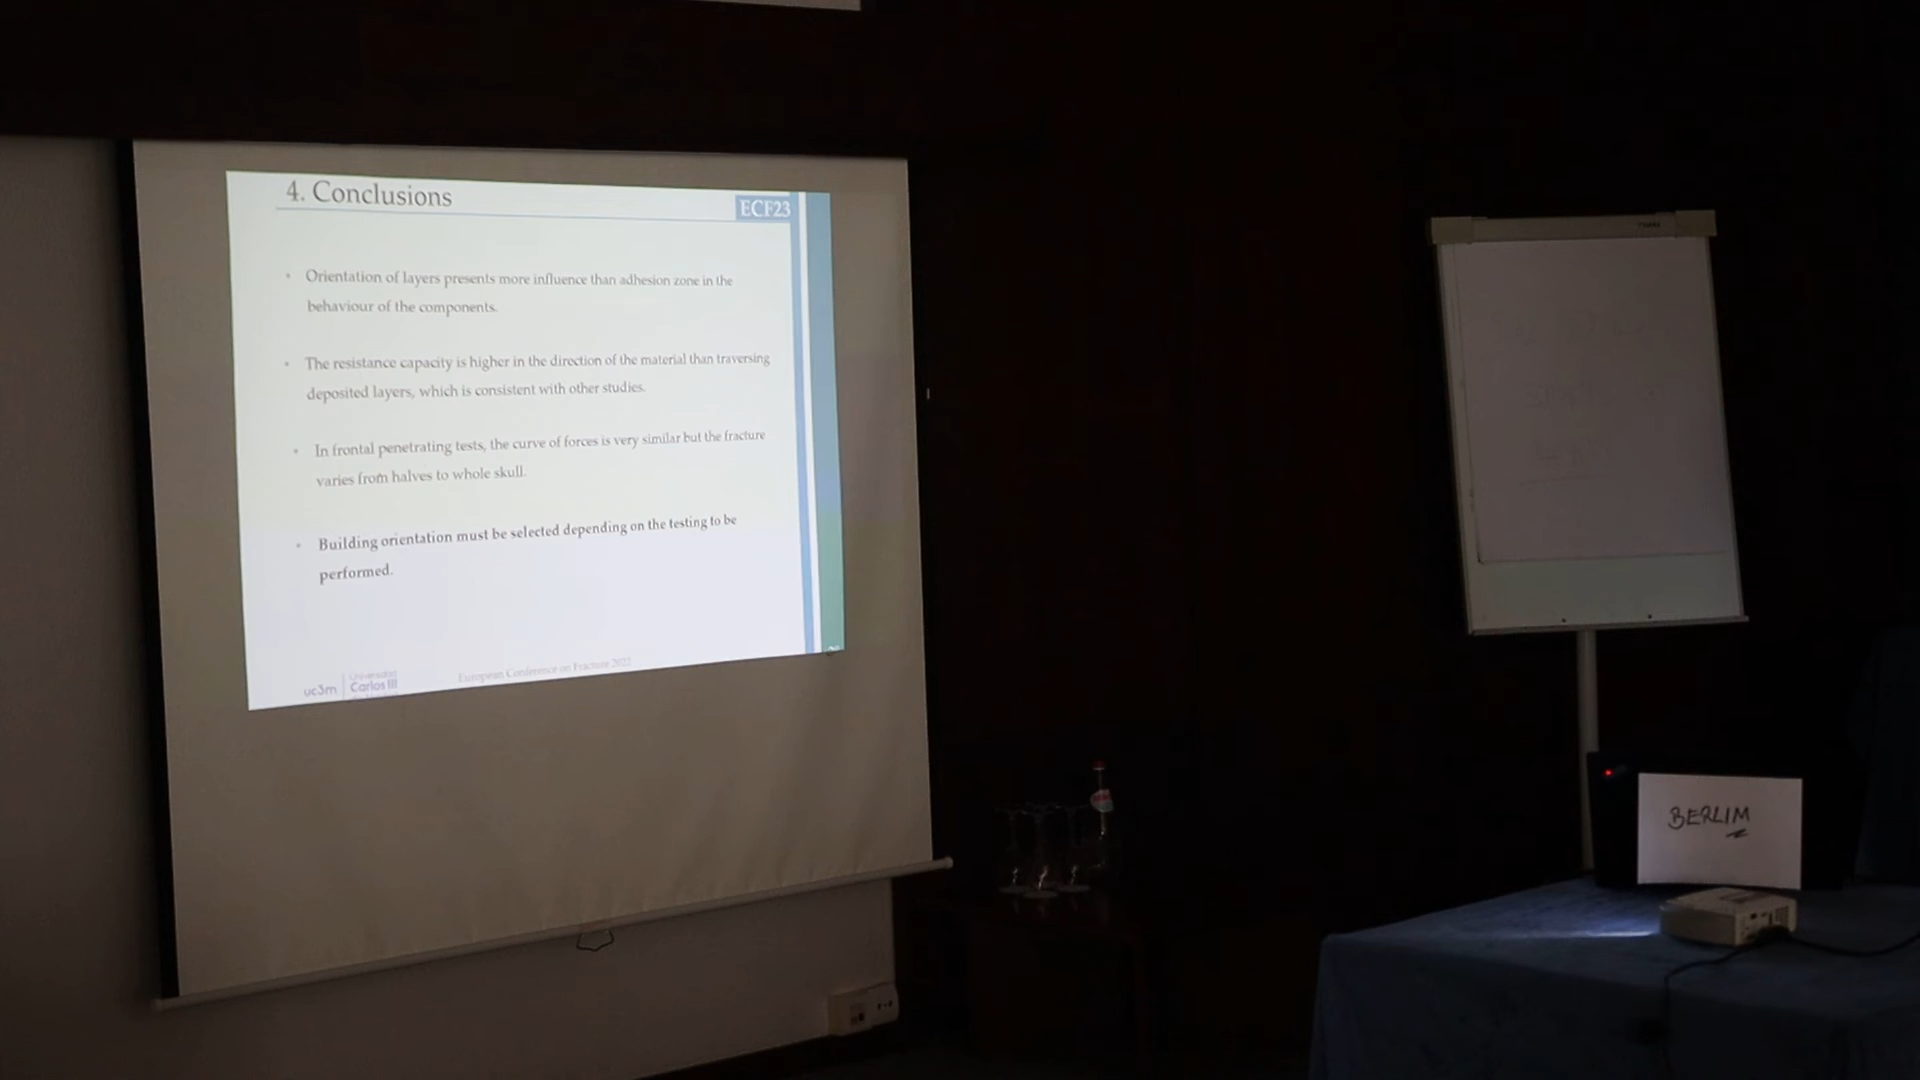 4. Conclusions
ECF23
• Orientation of layers presents more influence than adhesion zone in the
behaviour of the components.
• The resistance capacity is higher in the direction of the material than traversing
deposited layers, which is consistent with other studies.
• In frontal penetrating tests, the curve of forces is very similar but the fracture
varies from halves to whole skull.
• Building orientation must be selected depending on the testing to be
performed.
uc3m
Universidad
Carlos III
European Conference on Fracture 2022
BERLIM